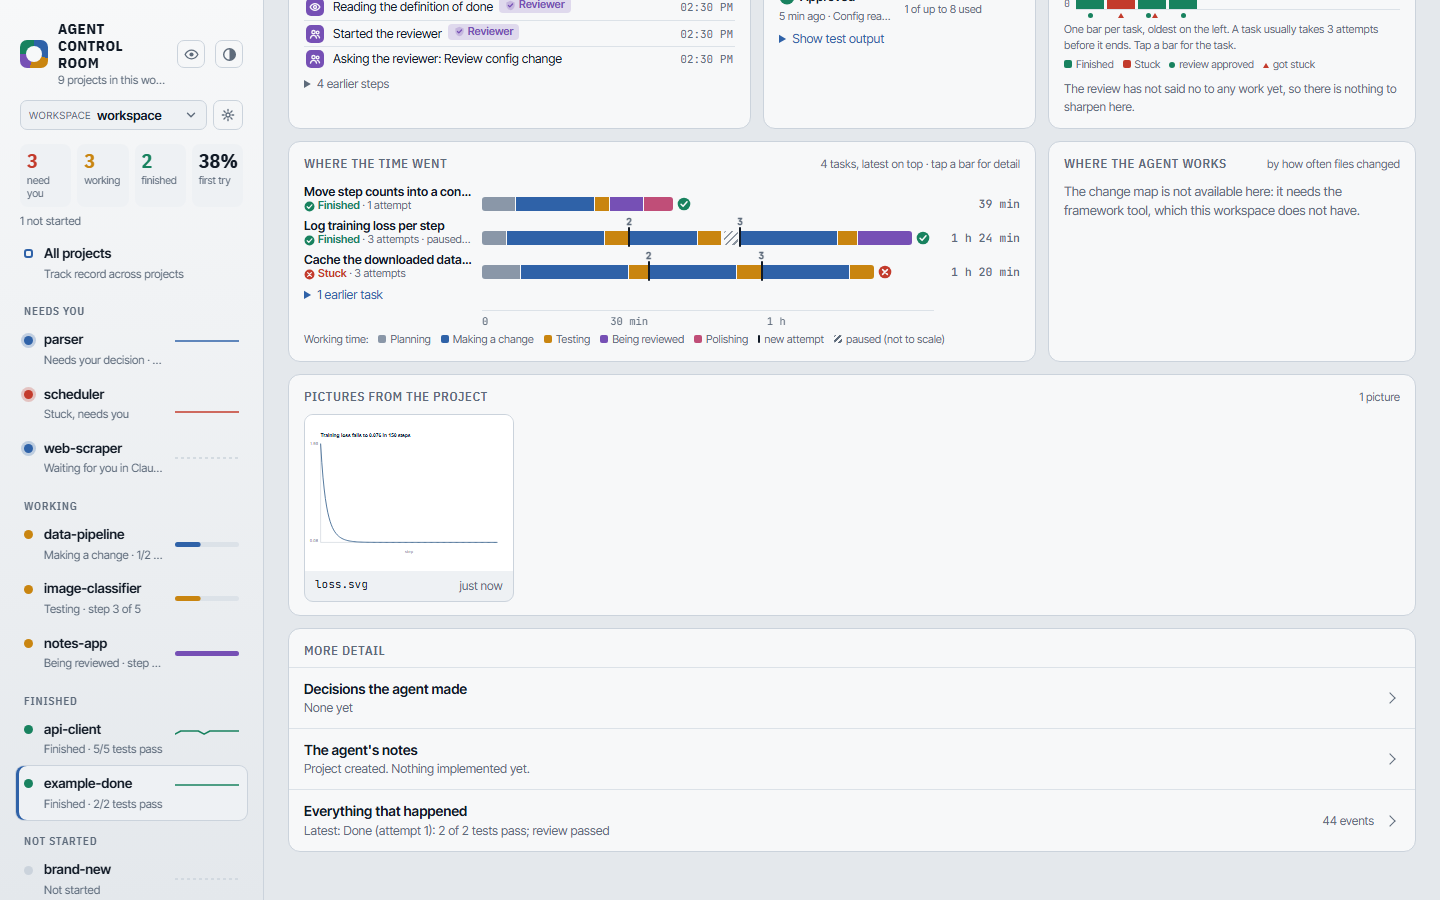 AGENT
CONTROL
ROOM
9 projects in this wo...
WORKSPACE workspace
3 need you
3 working
2 finished
38% first try
1 not started
All projects
Track record across projects
NEEDS YOU
parser
Needs your decision · ...
scheduler
Stuck, needs you
web-scraper
Waiting for you in Clau...
WORKING
data-pipeline
Making a change · 1/2 ...
image-classifier
Testing · step 3 of 5
notes-app
Being reviewed · step ...
FINISHED
api-client
Finished · 5/5 tests pass
example-done
Finished · 2/2 tests pass
NOT STARTED
brand-new
Not started
Reading the definition of done Reviewer 02:30 PM
Started the reviewer Reviewer 02:30 PM
Asking the reviewer: Review config change 02:30 PM
4 earlier steps
Approved
5 min ago · Config rea...
1 of up to 8 used
Show test output
0
One bar per task, oldest on the left. A task usually takes 3 attempts
before it ends. Tap a bar for the task.
Finished Stuck review approved got stuck
The review has not said no to any work yet, so there is nothing to
sharpen here.
WHERE THE TIME WENT
4 tasks, latest on top · tap a bar for detail
Move step counts into a con...
Finished · 1 attempt
39 min
Log training loss per step
Finished · 3 attempts · paused...
2 3
1 h 24 min
Cache the downloaded data...
Stuck · 3 attempts
2 3
1 h 20 min
1 earlier task
0 30 min 1 h
Working time: Planning Making a change Testing Being reviewed Polishing new attempt paused (not to scale)
WHERE THE AGENT WORKS
by how often files changed
The change map is not available here: it needs the
framework tool, which this workspace does not have.
PICTURES FROM THE PROJECT
1 picture
Training loss falls to 0.076 in 150 steps
loss.svg just now
MORE DETAIL
Decisions the agent made
None yet
The agent's notes
Project created. Nothing implemented yet.
Everything that happened
Latest: Done (attempt 1): 2 of 2 tests pass; review passed
44 events